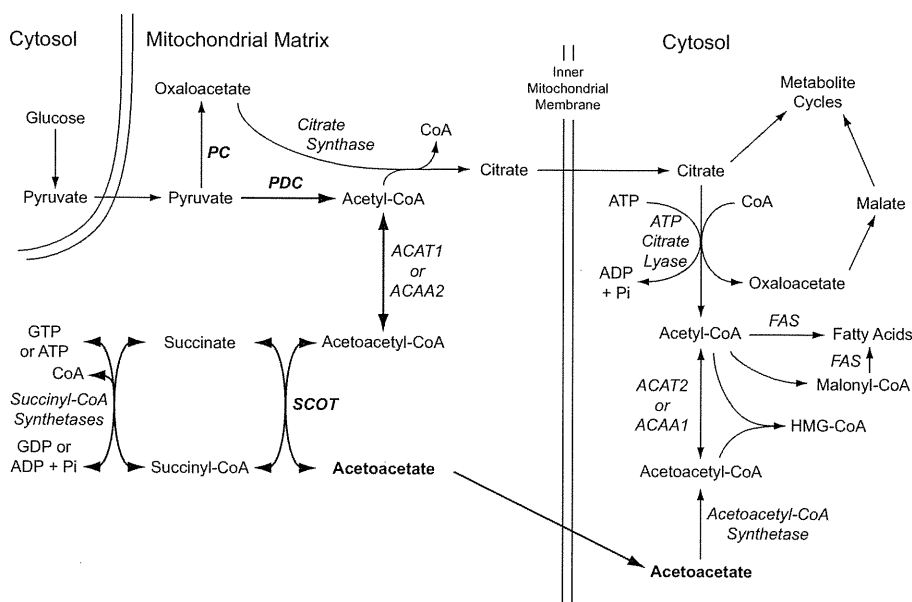 Cytosol
Mitochondrial Matrix
Cytosol
Inner
Mitochondrial
Membrane
Glucose
Pyruvate
Oxaloacetate
PC
Pyruvate
PDC
Citrate
Synthase
CoA
Acetyl-CoA
Citrate
ACAT1
or
ACAA2
GTP
or ATP
CoA
Succinyl-CoA
Synthetases
GDP or
ADP + Pi
Succinate
Succinyl-CoA
SCOT
Acetoacetyl-CoA
Acetoacetate
Metabolite
Cycles
Citrate
Malate
ATP
CoA
ATP
Citrate
Lyase
ADP
+ Pi
Oxaloacetate
Acetyl-CoA
FAS
Fatty Acids
FAS
Malonyl-CoA
ACAT2
or
ACAA1
HMG-CoA
Acetoacetyl-CoA
Acetoacetyl-CoA
Synthetase
Acetoacetate